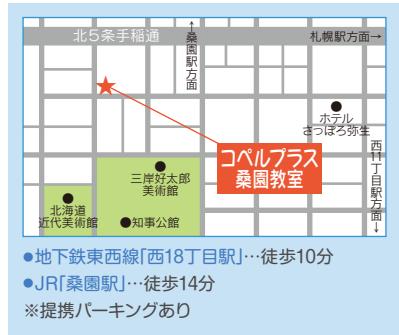 北5条手稲通
←桑園駅方面
札幌駅方面→
ホテル
さっぽろ弥生
コペルプラス
桑園教室
西11丁目駅方面→
三岸好太郎
美術館
北海道
近代美術館
●知事公館
●地下鉄東西線「西18丁目駅」…徒歩10分
●JR「桑園駅」…徒歩14分
※提携パーキングあり